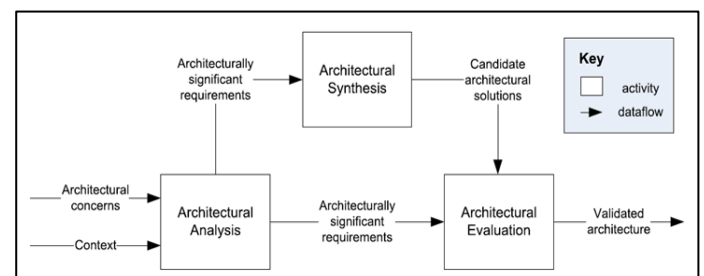 Architecturally
significant
requirements
Architectural
Synthesis
Candidate
architectural
solutions
Key
activity
dataflow
Architectural
concerns
Context
Architectural
Analysis
Architecturally
significant
requirements
Architectural
Evaluation
Validated
architecture